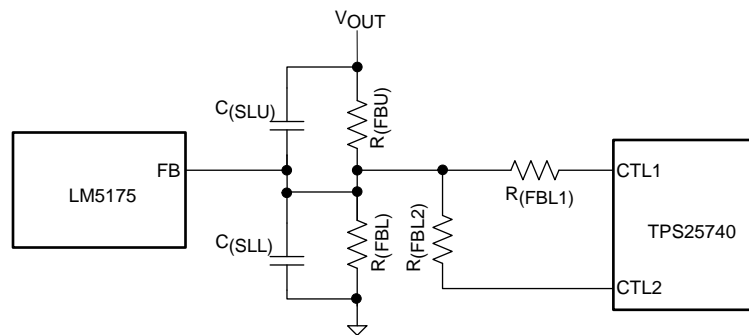 VOUT
C(SLU)
R(FBU)
FB
LM5175
CTL1
R(FBL1)
C(SLL)
R(FBL)
R(FBL2)
TPS25740
CTL2